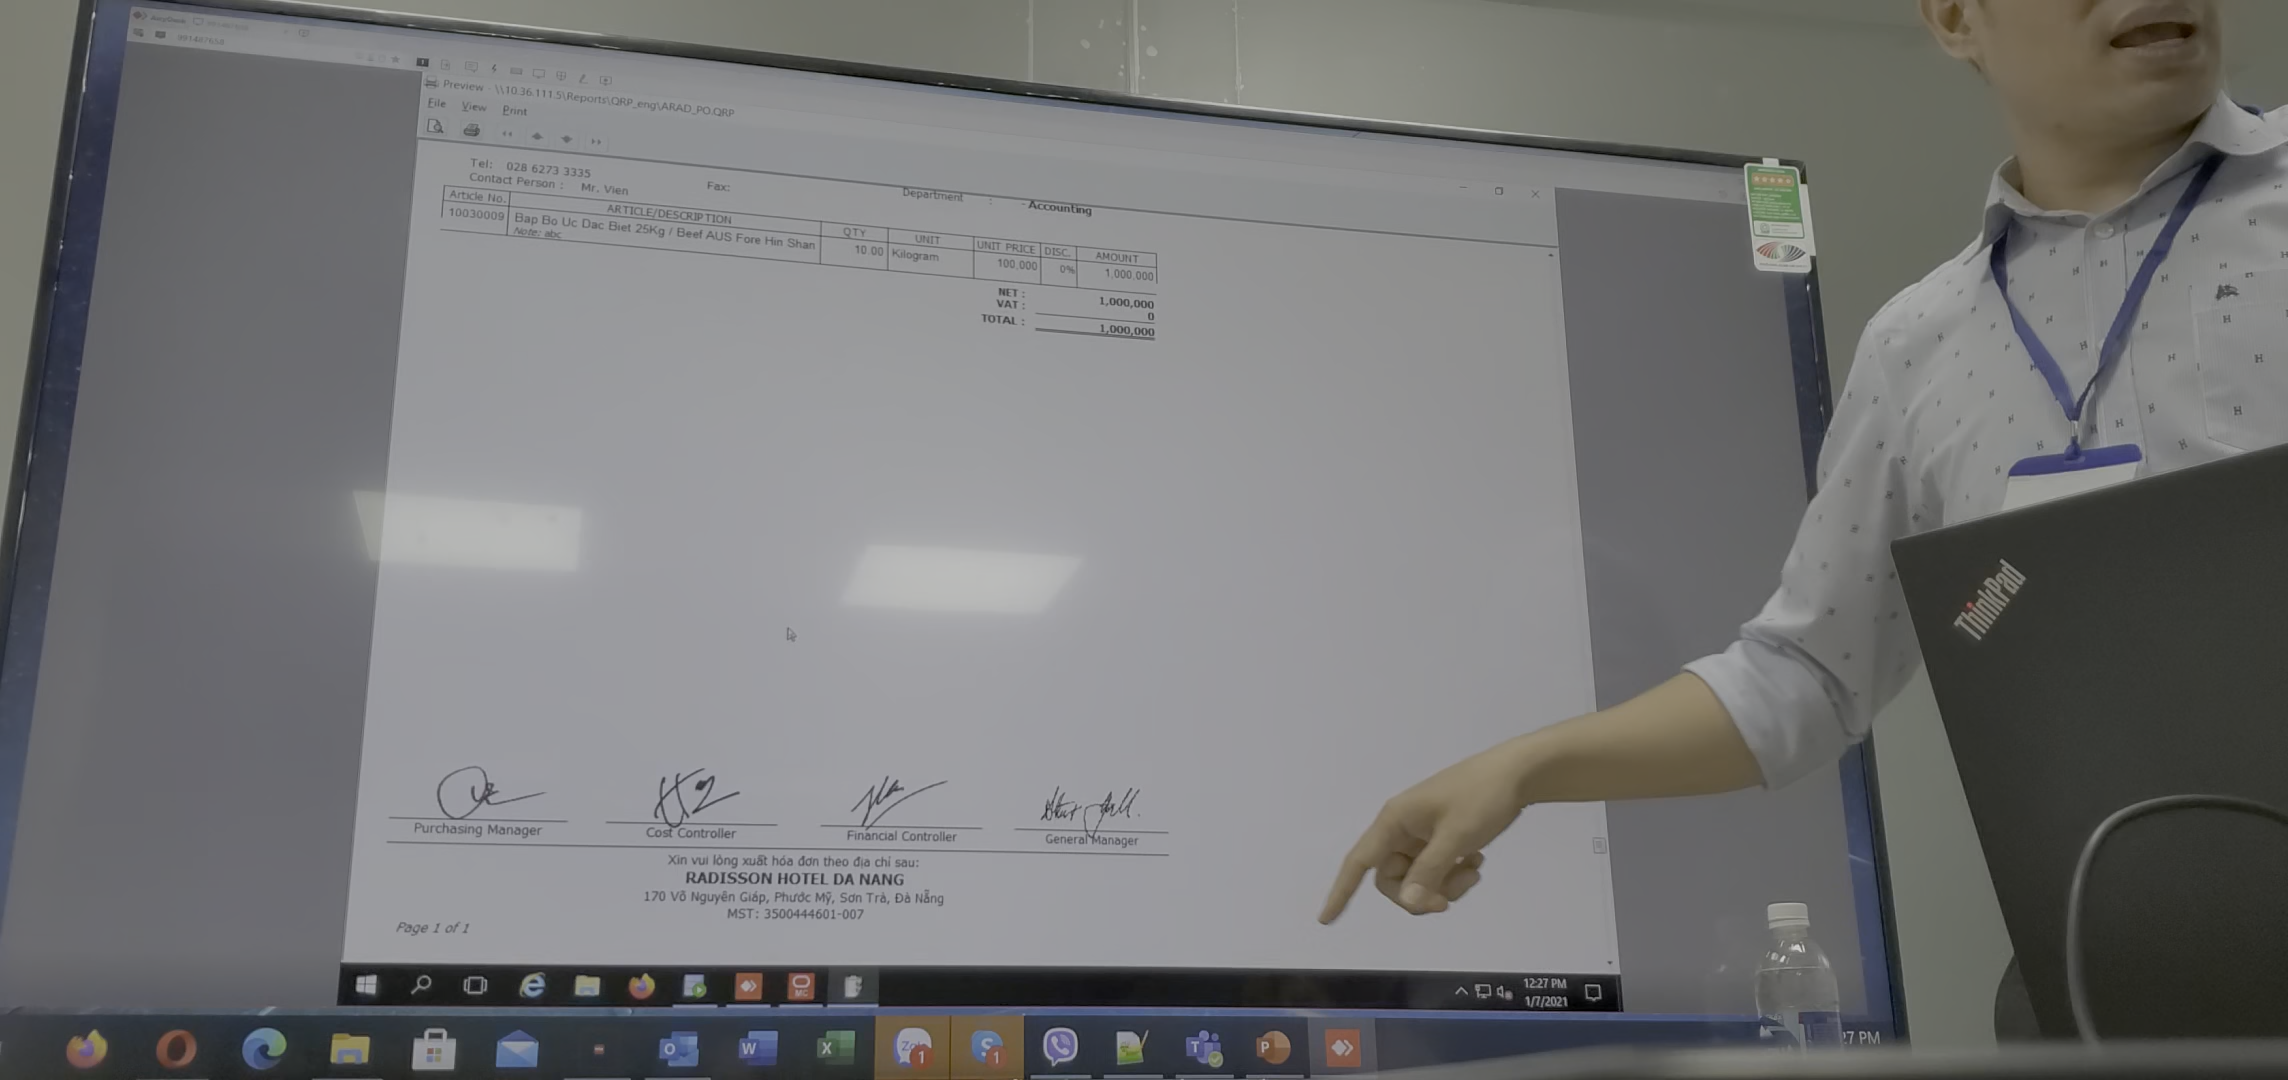 AnyDesk
891487658
Preview - \\10.36.111.5\Reports\QRP_eng\ARAD_PO.QRP
File View Print
Tel: 028 6273 3335
Contact Person : Mr. Vien Fax: Department : - Accounting
Article No. ARTICLE/DESCRIPTION QTY UNIT UNIT PRICE DISC. AMOUNT
10030009 Bap Bo Uc Dac Biet 25Kg / Beef AUS Fore Hin Shan 10.00 Kilogram 100,000 0% 1,000,000
Note: abc
NET : 1,000,000
VAT : 0
TOTAL : 1,000,000
Purchasing Manager Cost Controller Financial Controller General Manager
Xin vui lòng xuất hóa đơn theo địa chỉ sau:
RADISSON HOTEL DA NANG
170 Võ Nguyên Giáp, Phước Mỹ, Sơn Trà, Đà Nẵng
MST: 3500444601-007
Page 1 of 1
12:27 PM
1/7/2021
27 PM
ThinkPad